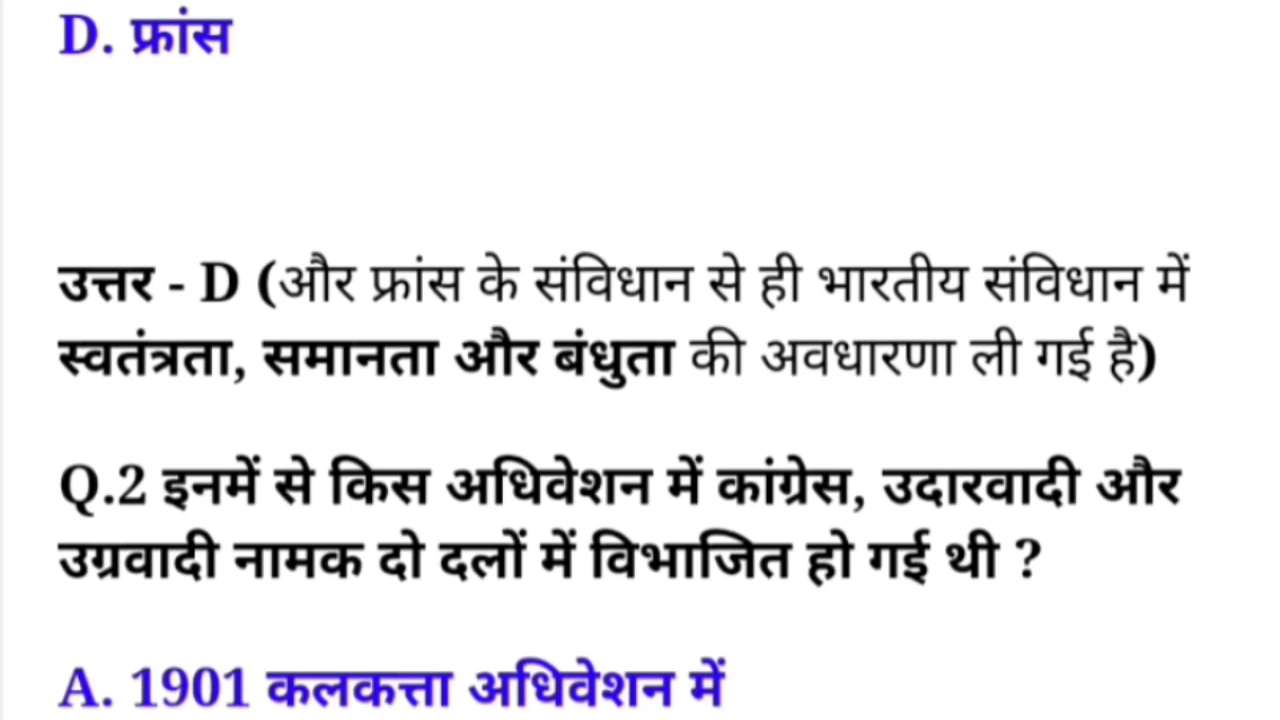 D. फ्रांस
उत्तर - D (और फ्रांस के संविधान से ही भारतीय संविधान में
स्वतंत्रता, समानता और बंधुता की अवधारणा ली गई है)
Q.2 इनमें से किस अधिवेशन में कांग्रेस, उदारवादी और
उग्रवादी नामक दो दलों में विभाजित हो गई थी ?
A. 1901 कलकत्ता अधिवेशन में